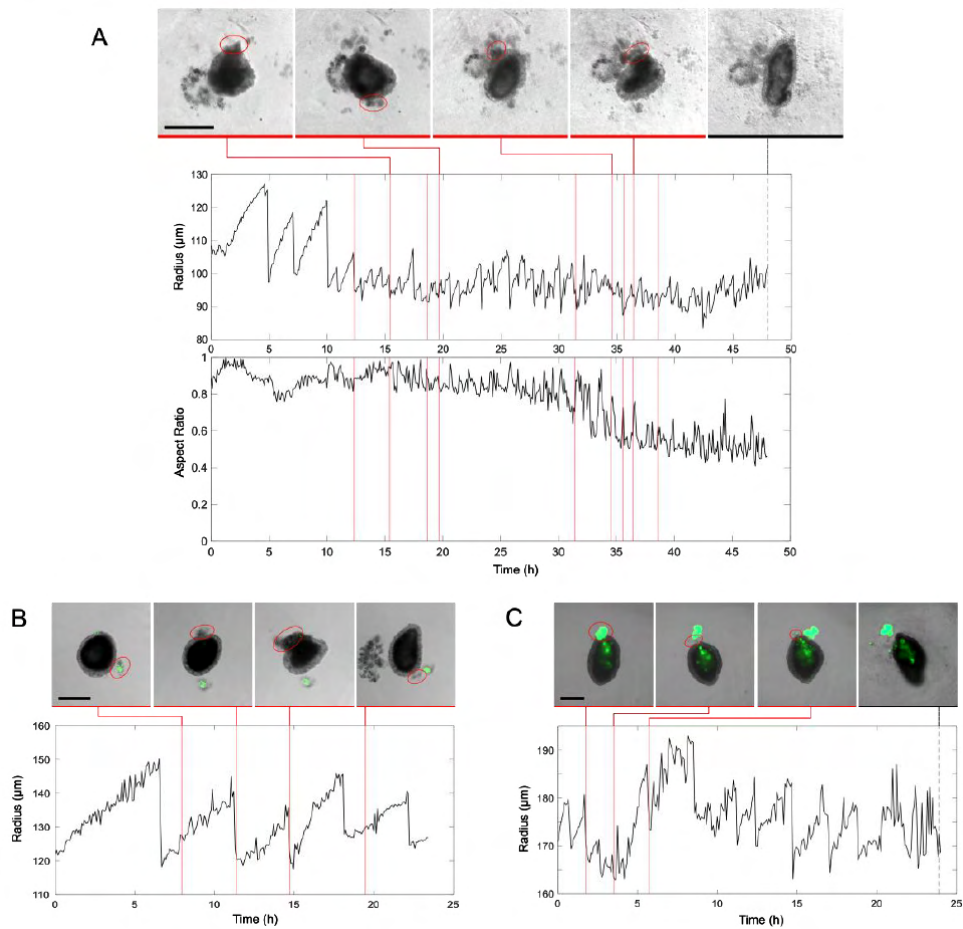 A
130
120
110
100
90
80
Radius (µm)
0 5 10 15 20 25 30 35 40 45 50
1
0.8
0.6
0.4
0.2
0
Aspect Ratio
0 5 10 15 20 25 30 35 40 45 50
Time (h)
B
160
150
140
130
120
110
Radius (µm)
0 5 10 15 20 25
Time (h)
C
190
180
170
160
Radius (µm)
0 5 10 15 20 25
Time (h)